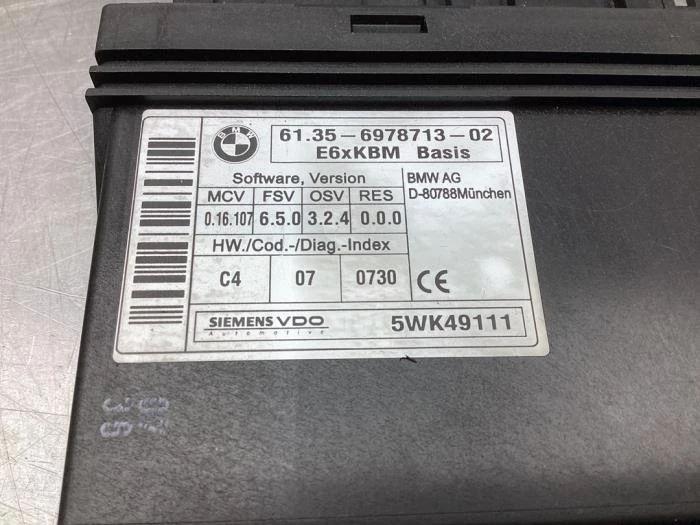 BMW
61.35-6978713-02
E6xKBM Basis
Software, Version
MCV FSV OSV RES
0.16.107 6.5.0 3.2.4 0.0.0
HW./Cod.-/Diag.-Index
C4 07 0730
BMW AG
D-80788München
CE
SIEMENS VDO
Automotive
5WK49111